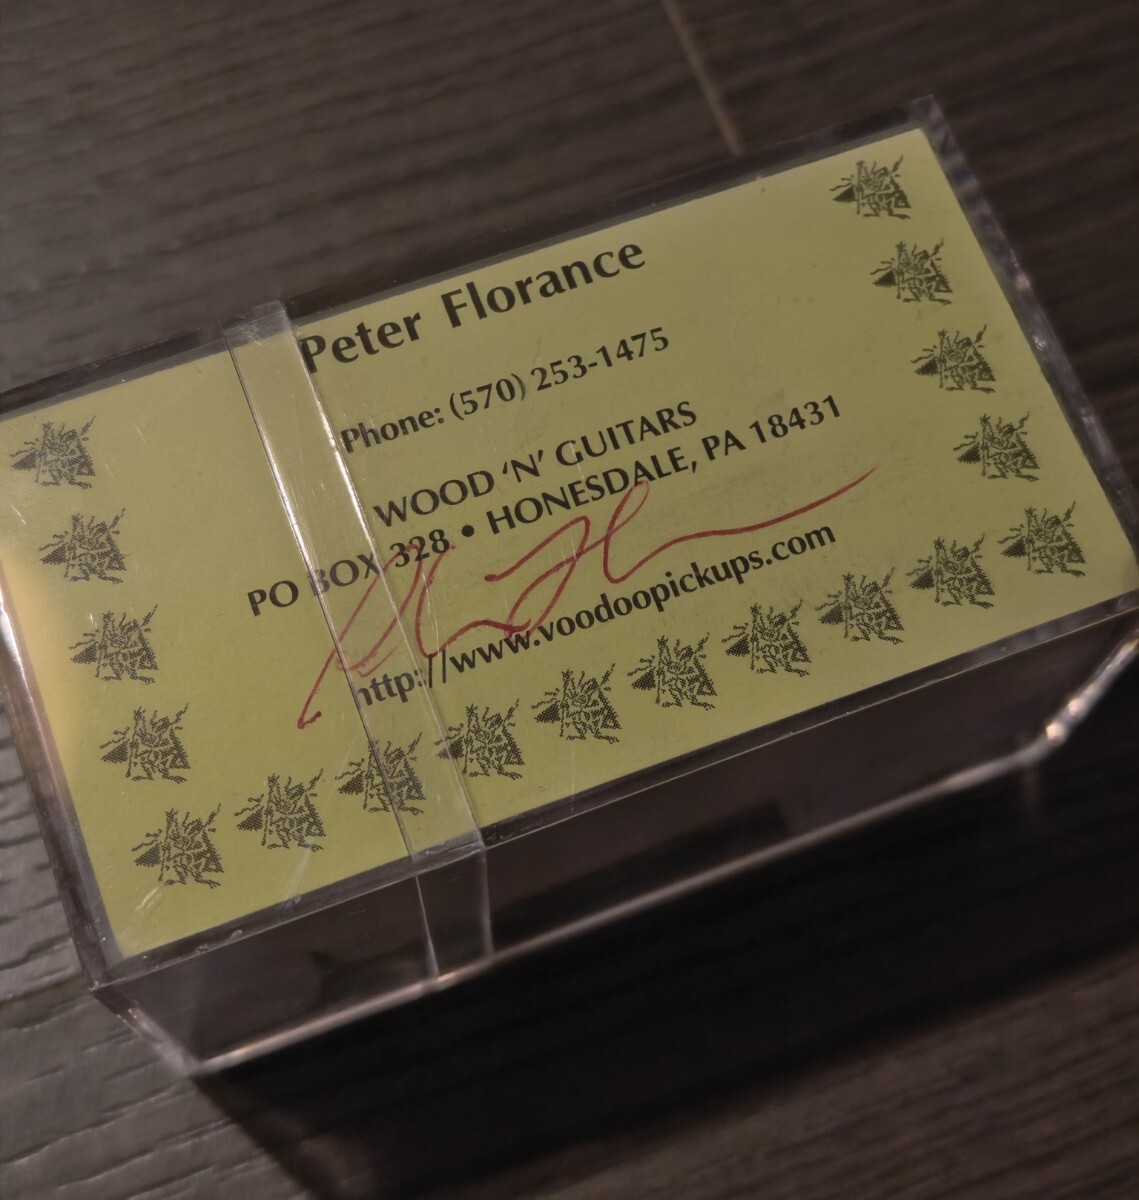 Peter Florance
Phone: (570) 253-1475
WOOD ‘N’ GUITARS
PO BOX 328 • HONESDALE, PA 18431
http://www.voodoopickups.com